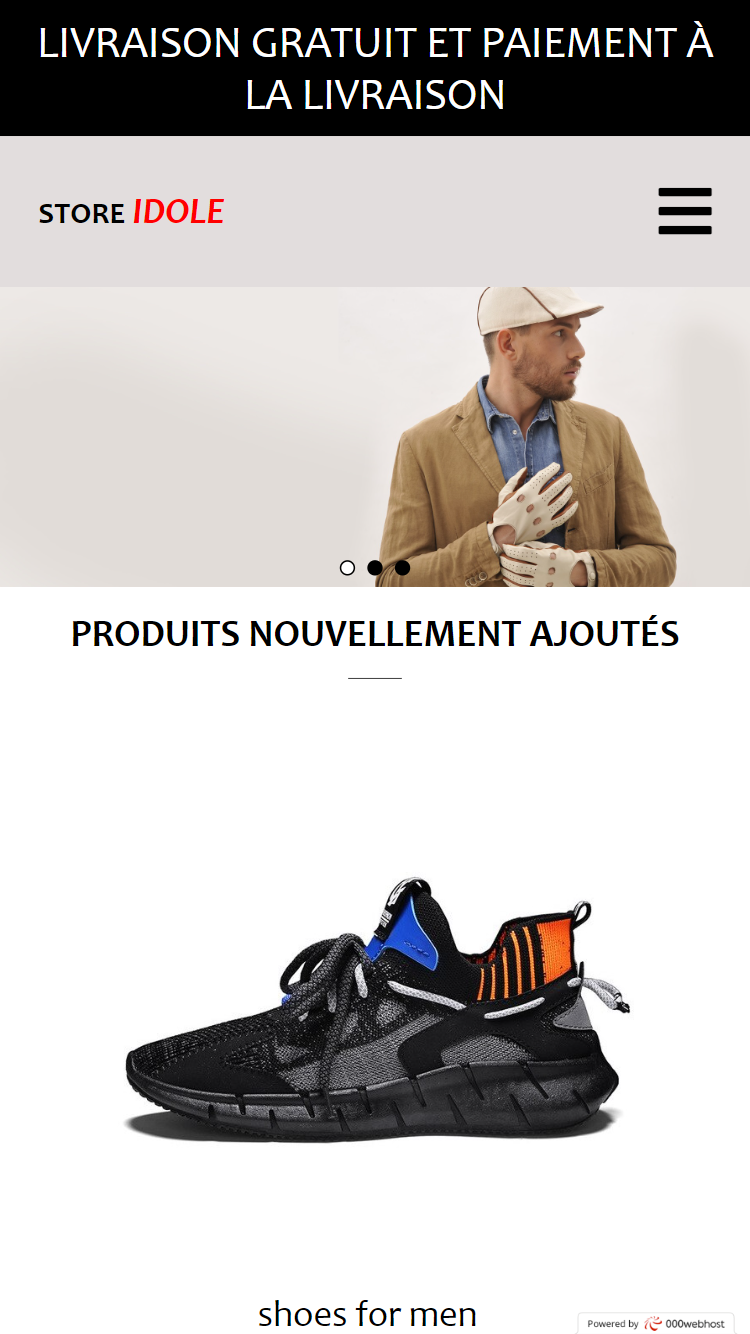 LIVRAISON GRATUIT ET PAIEMENT À
LA LIVRAISON
STORE IDOLE
PRODUITS NOUVELLEMENT AJOUTÉS
shoes for men
Powered by 000webhost